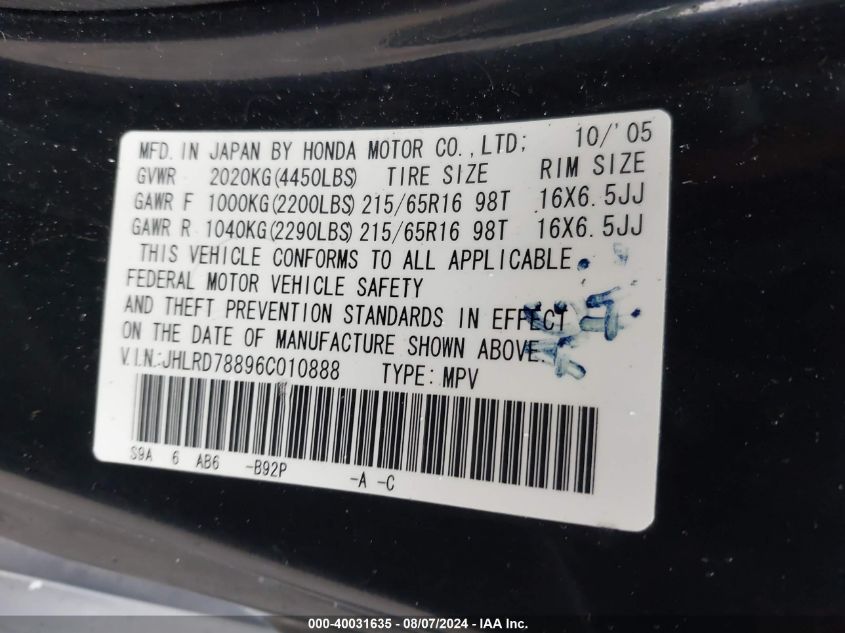 MFD. IN JAPAN BY HONDA MOTOR CO.,LTD; 10/'05
GVWR 2020KG(4450LBS) TIRE SIZE RIM SIZE
GAWR F 1000KG(2200LBS) 215/65R16 98T 16X6.5JJ
GAWR R 1040KG(2290LBS) 215/65R16 98T 16X6.5JJ
THIS VEHICLE CONFORMS TO ALL APPLICABLE
FEDERAL MOTOR VEHICLE SAFETY
AND THEFT PREVENTION STANDARDS IN EFFECT
ON THE DATE OF MANUFACTURE SHOWN ABOVE.
V.I.N.:JHLRD78896C010888 TYPE:MPV
S9A 6 AB6 -B92P -A -C
000-40031635 - 08/07/2024 - IAA Inc.